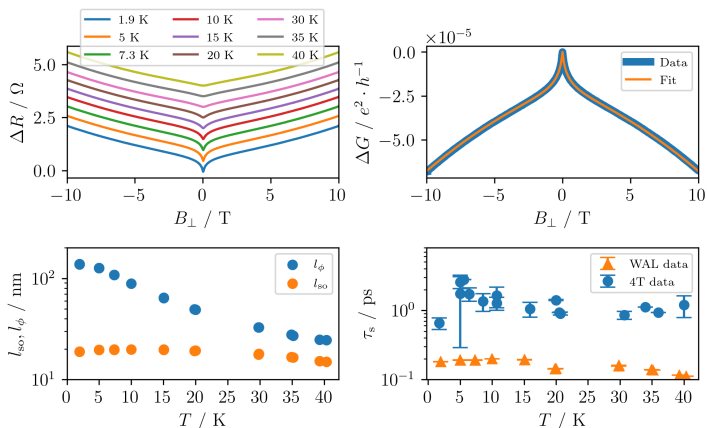 1.9 K 10 K 30 K
5 K 15 K 35 K
7.3 K 20 K 40 K
5.0
2.5
0.0
ΔR / Ω
−10 −5 0 5 10
B⊥ / T
×10⁻⁵
0.0
−2.5
−5.0
ΔG / e² · h⁻¹
Data
Fit
−10 −5 0 5 10
B⊥ / T
10²
10¹
lso, lϕ / nm
lϕ
lso
0 5 10 15 20 25 30 35 40
T / K
10⁰
10⁻¹
τs / ps
WAL data
4T data
0 5 10 15 20 25 30 35 40
T / K